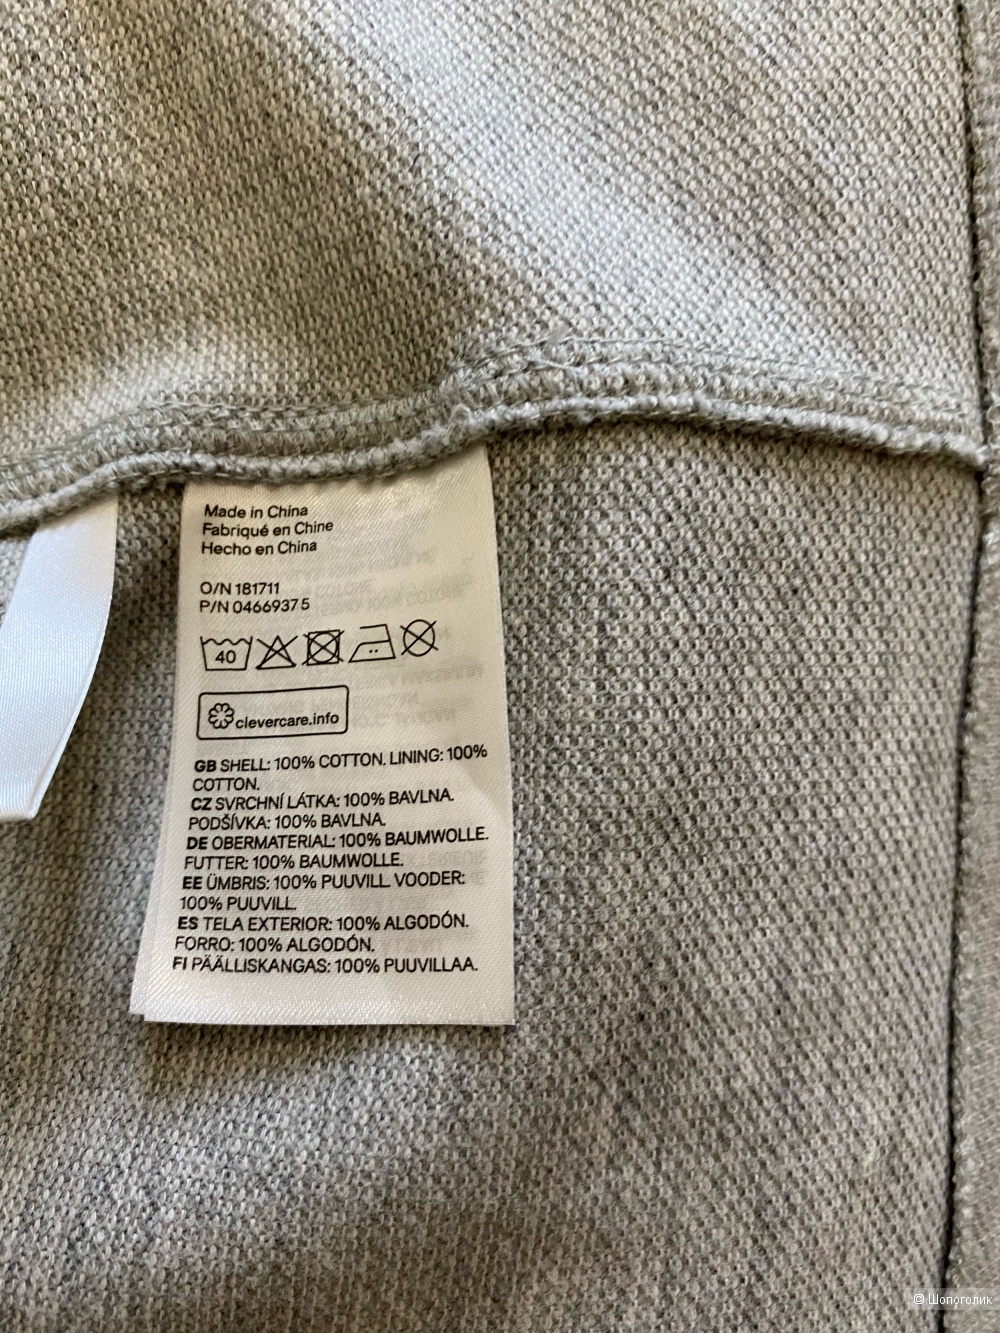 Made in China
Fabriqué en Chine
Hecho en China
O/N 181711
P/N 04669375
40
clevercare.info
GB SHELL: 100% COTTON. LINING: 100%
COTTON.
CZ SVRCHNÍ LÁTKA: 100% BAVLNA.
PODŠÍVKA: 100% BAVLNA.
DE OBERMATERIAL: 100% BAUMWOLLE.
FUTTER: 100% BAUMWOLLE.
EE ÜMBRIS: 100% PUUVILL. VOODER:
100% PUUVILL.
ES TELA EXTERIOR: 100% ALGODÓN.
FORRO: 100% ALGODÓN.
FI PÄÄLLISKANGAS: 100% PUUVILLAA.
© Шопоголик